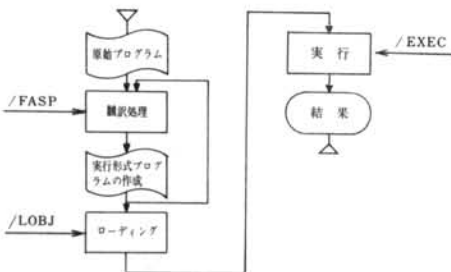 原始プログラム
/FASP
翻訳処理
実行形式プログ
ラムの作成
/LOBJ
ローディング
実行
/EXEC
結果